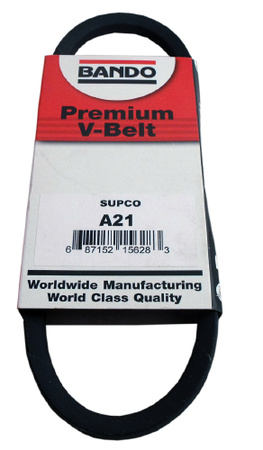 BANDO
Premium
V-Belt
SUPCO
A21
6 87152 15628 3
Worldwide Manufacturing
World Class Quality